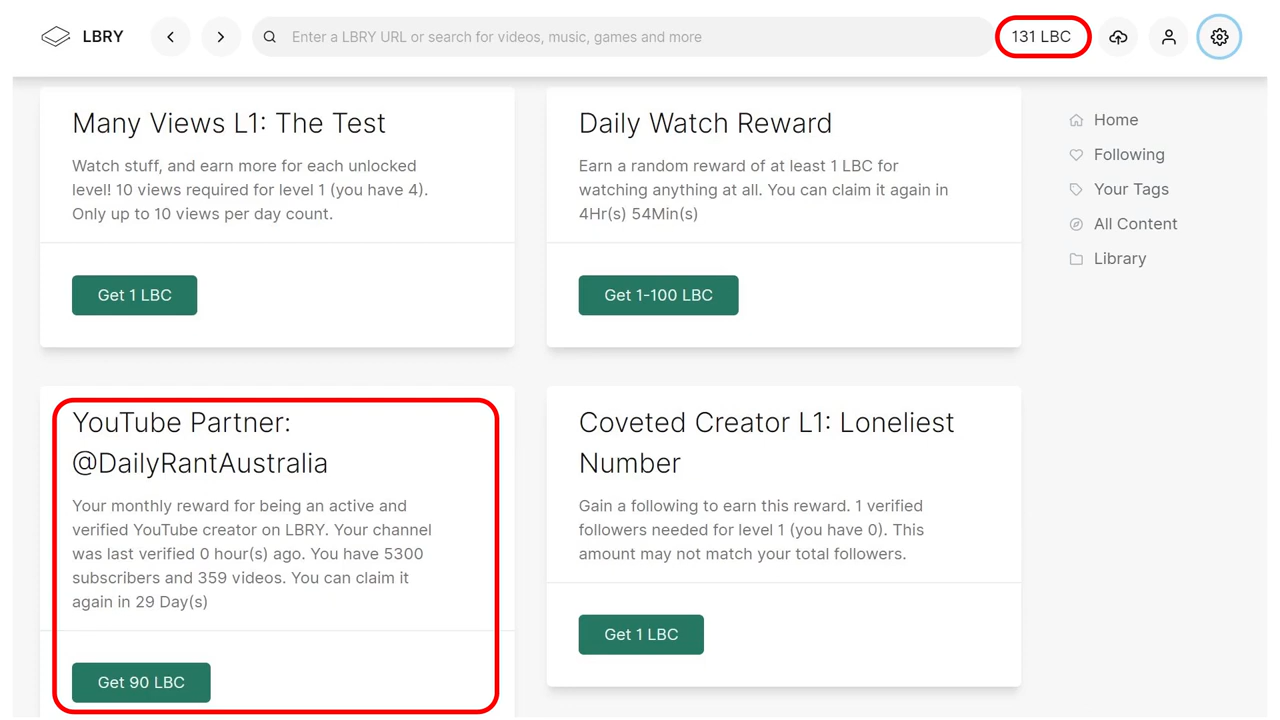 LBRY
Enter a LBRY URL or search for videos, music, games and more
131 LBC
Many Views L1: The Test
Watch stuff, and earn more for each unlocked
level! 10 views required for level 1 (you have 4).
Only up to 10 views per day count.
Get 1 LBC
Daily Watch Reward
Earn a random reward of at least 1 LBC for
watching anything at all. You can claim it again in
4Hr(s) 54Min(s)
Get 1-100 LBC
YouTube Partner:
@DailyRantAustralia
Your monthly reward for being an active and
verified YouTube creator on LBRY. Your channel
was last verified 0 hour(s) ago. You have 5300
subscribers and 359 videos. You can claim it
again in 29 Day(s)
Get 90 LBC
Coveted Creator L1: Loneliest
Number
Gain a following to earn this reward. 1 verified
followers needed for level 1 (you have 0). This
amount may not match your total followers.
Get 1 LBC
Home
Following
Your Tags
All Content
Library